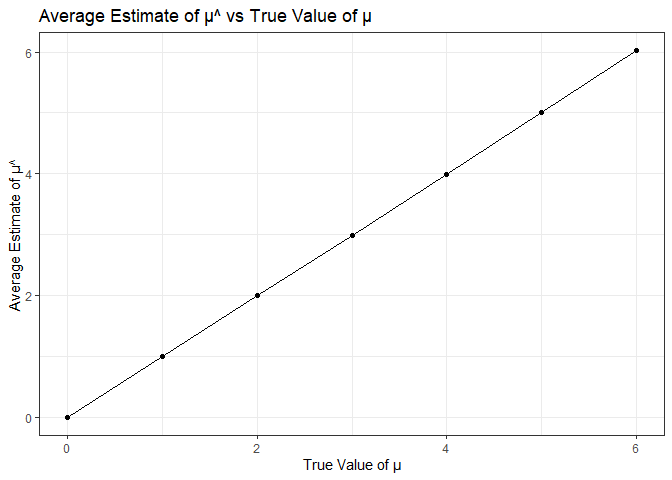 Average Estimate of µ^ vs True Value of µ
Average Estimate of µ^
6
4
2
0
0 2 4 6
True Value of µ